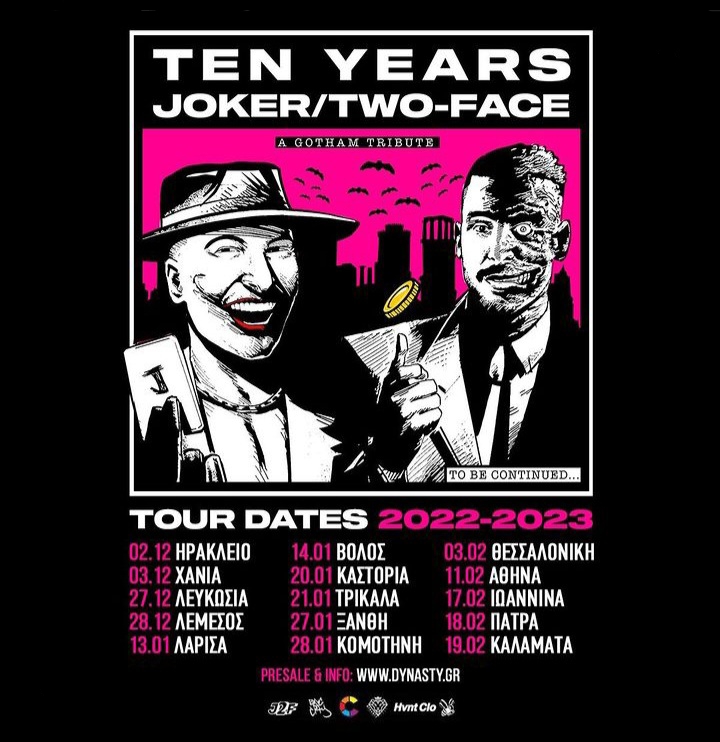 TEN YEARS
JOKER/TWO-FACE
A GOTHAM TRIBUTE
J
TO BE CONTINUED...
TOUR DATES 2022-2023
02.12 ΗΡΑΚΛΕΙΟ
03.12 ΧΑΝΙΑ
27.12 ΛΕΥΚΩΣΙΑ
28.12 ΛΕΜΕΣΟΣ
13.01 ΛΑΡΙΣΑ
14.01 ΒΟΛΟΣ
20.01 ΚΑΣΤΟΡΙΑ
21.01 ΤΡΙΚΑΛΑ
27.01 ΞΑΝΘΗ
28.01 ΚΟΜΟΤΗΝΗ
03.02 ΘΕΣΣΑΛΟΝΙΚΗ
11.02 ΑΘΗΝΑ
17.02 ΙΩΑΝΝΙΝΑ
18.02 ΠΑΤΡΑ
19.02 ΚΑΛΑΜΑΤΑ
PRESALE & INFO: WWW.DYNASTY.GR
J2F Hvnt Clo